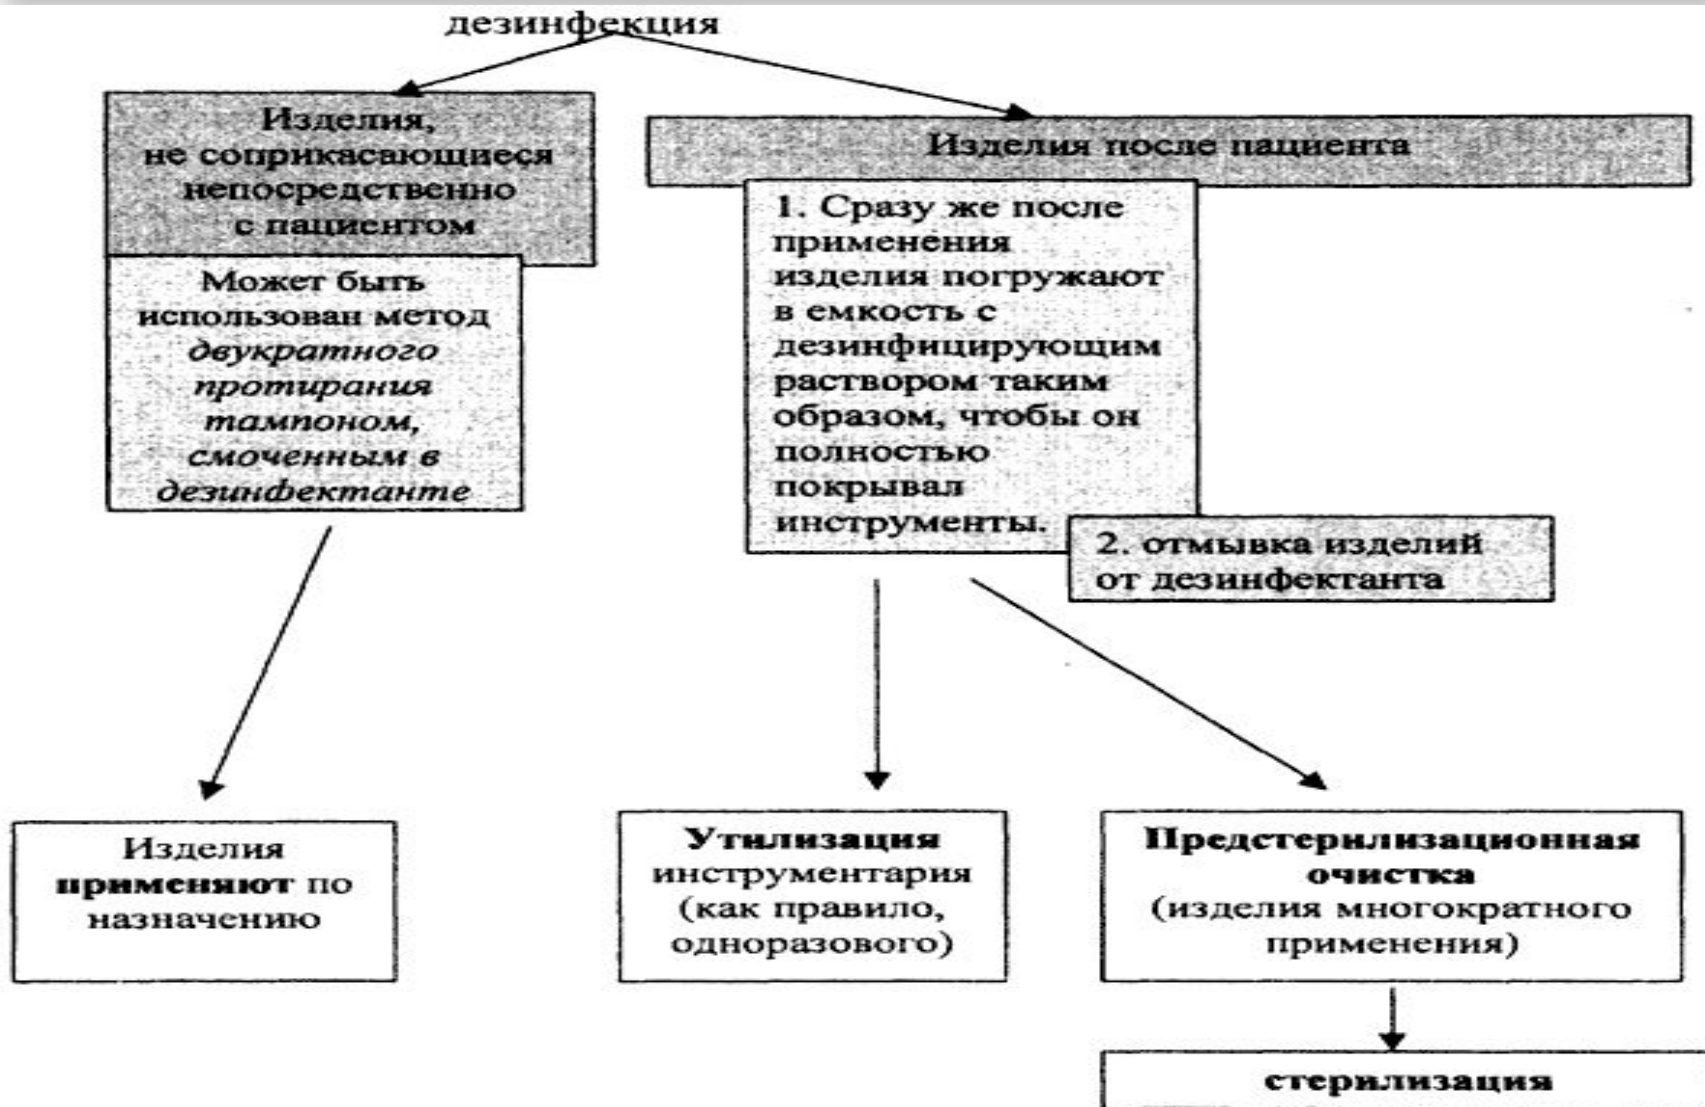 дезинфекция
Изделия,
не соприкасающиеся
непосредственно
с пациентом
Может быть
использован метод
двукратного
протирания
тампоном,
смоченным в
дезинфектанте
Изделия после пациента
1. Сразу же после
применения
изделия погружают
в емкость с
дезинфицирующим
раствором таким
образом, чтобы он
полностью
покрывал
инструменты.
2. отмывка изделий
от дезинфектанта
Изделия
применяют по
назначению
Утилизация
инструментария
(как правило,
одноразового)
Предстерилизационная
очистка
(изделия многократного
применения)
стерилизация